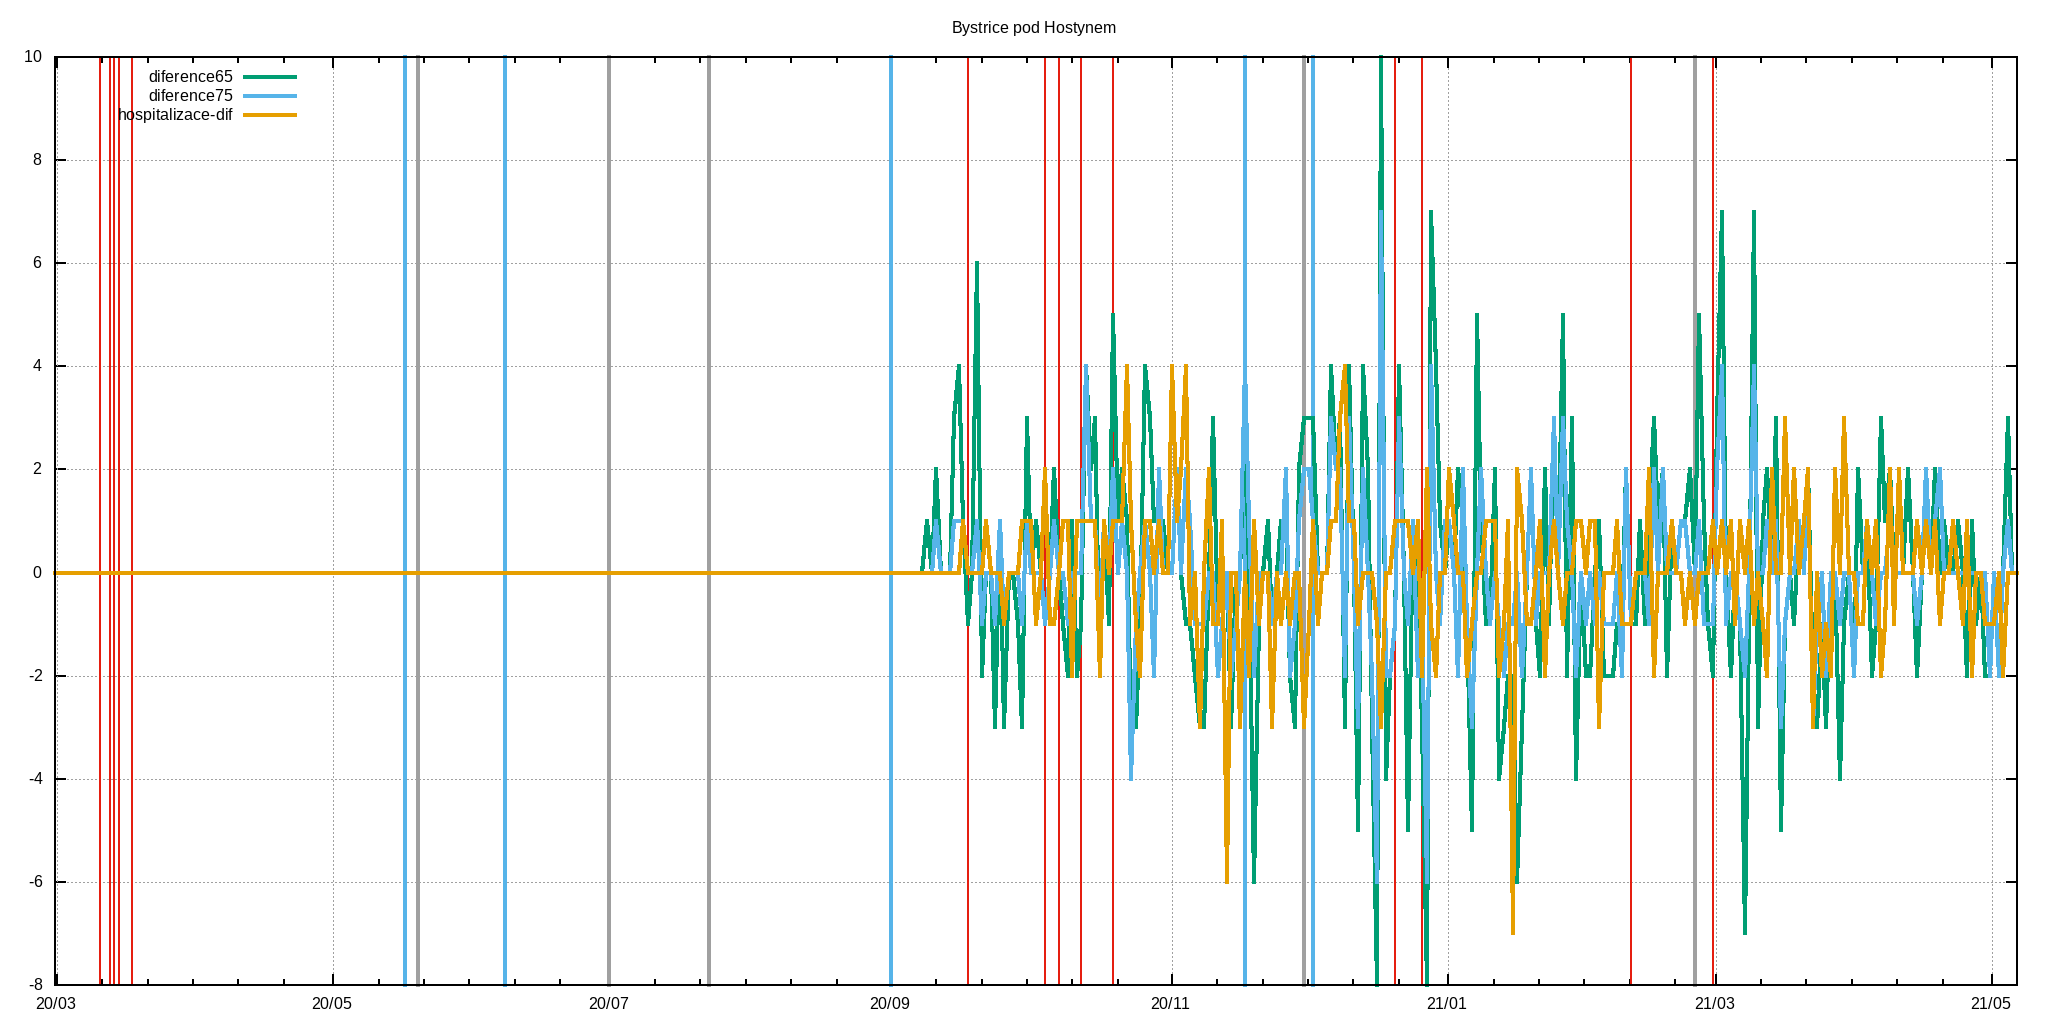 Bystrice pod Hostynem
10
8
6
4
2
0
-2
-4
-6
-8
diference65
diference75
hospitalizace-dif
20/03 20/05 20/07 20/09 20/11 21/01 21/03 21/05